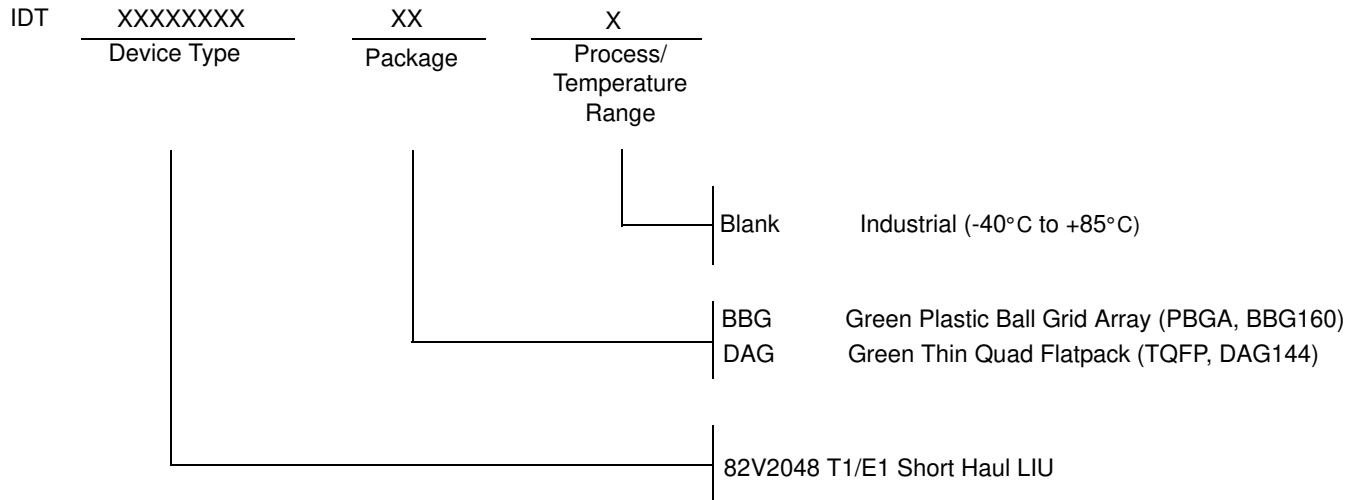 IDT XXXXXXXX XX X
Device Type Package Process/
Temperature
Range
Blank Industrial (-40°C to +85°C)
BBG Green Plastic Ball Grid Array (PBGA, BBG160)
DAG Green Thin Quad Flatpack (TQFP, DAG144)
82V2048 T1/E1 Short Haul LIU